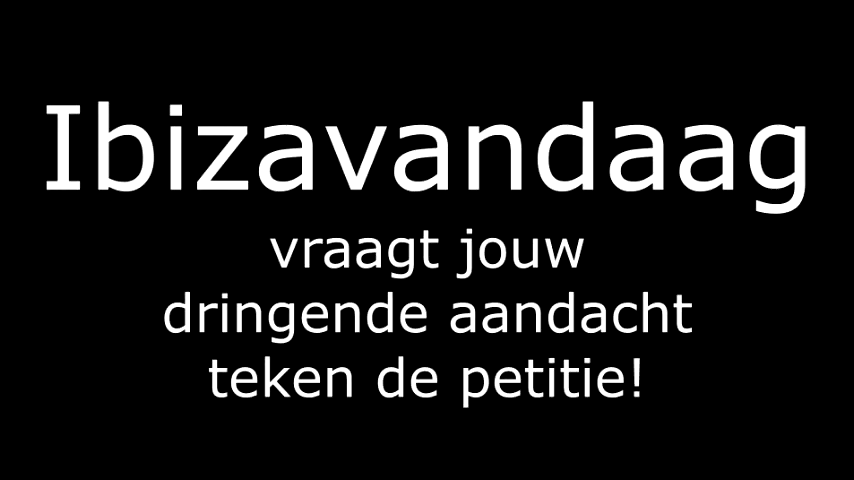 Ibizavandaag
vraagt jouw
dringende aandacht
teken de petitie!